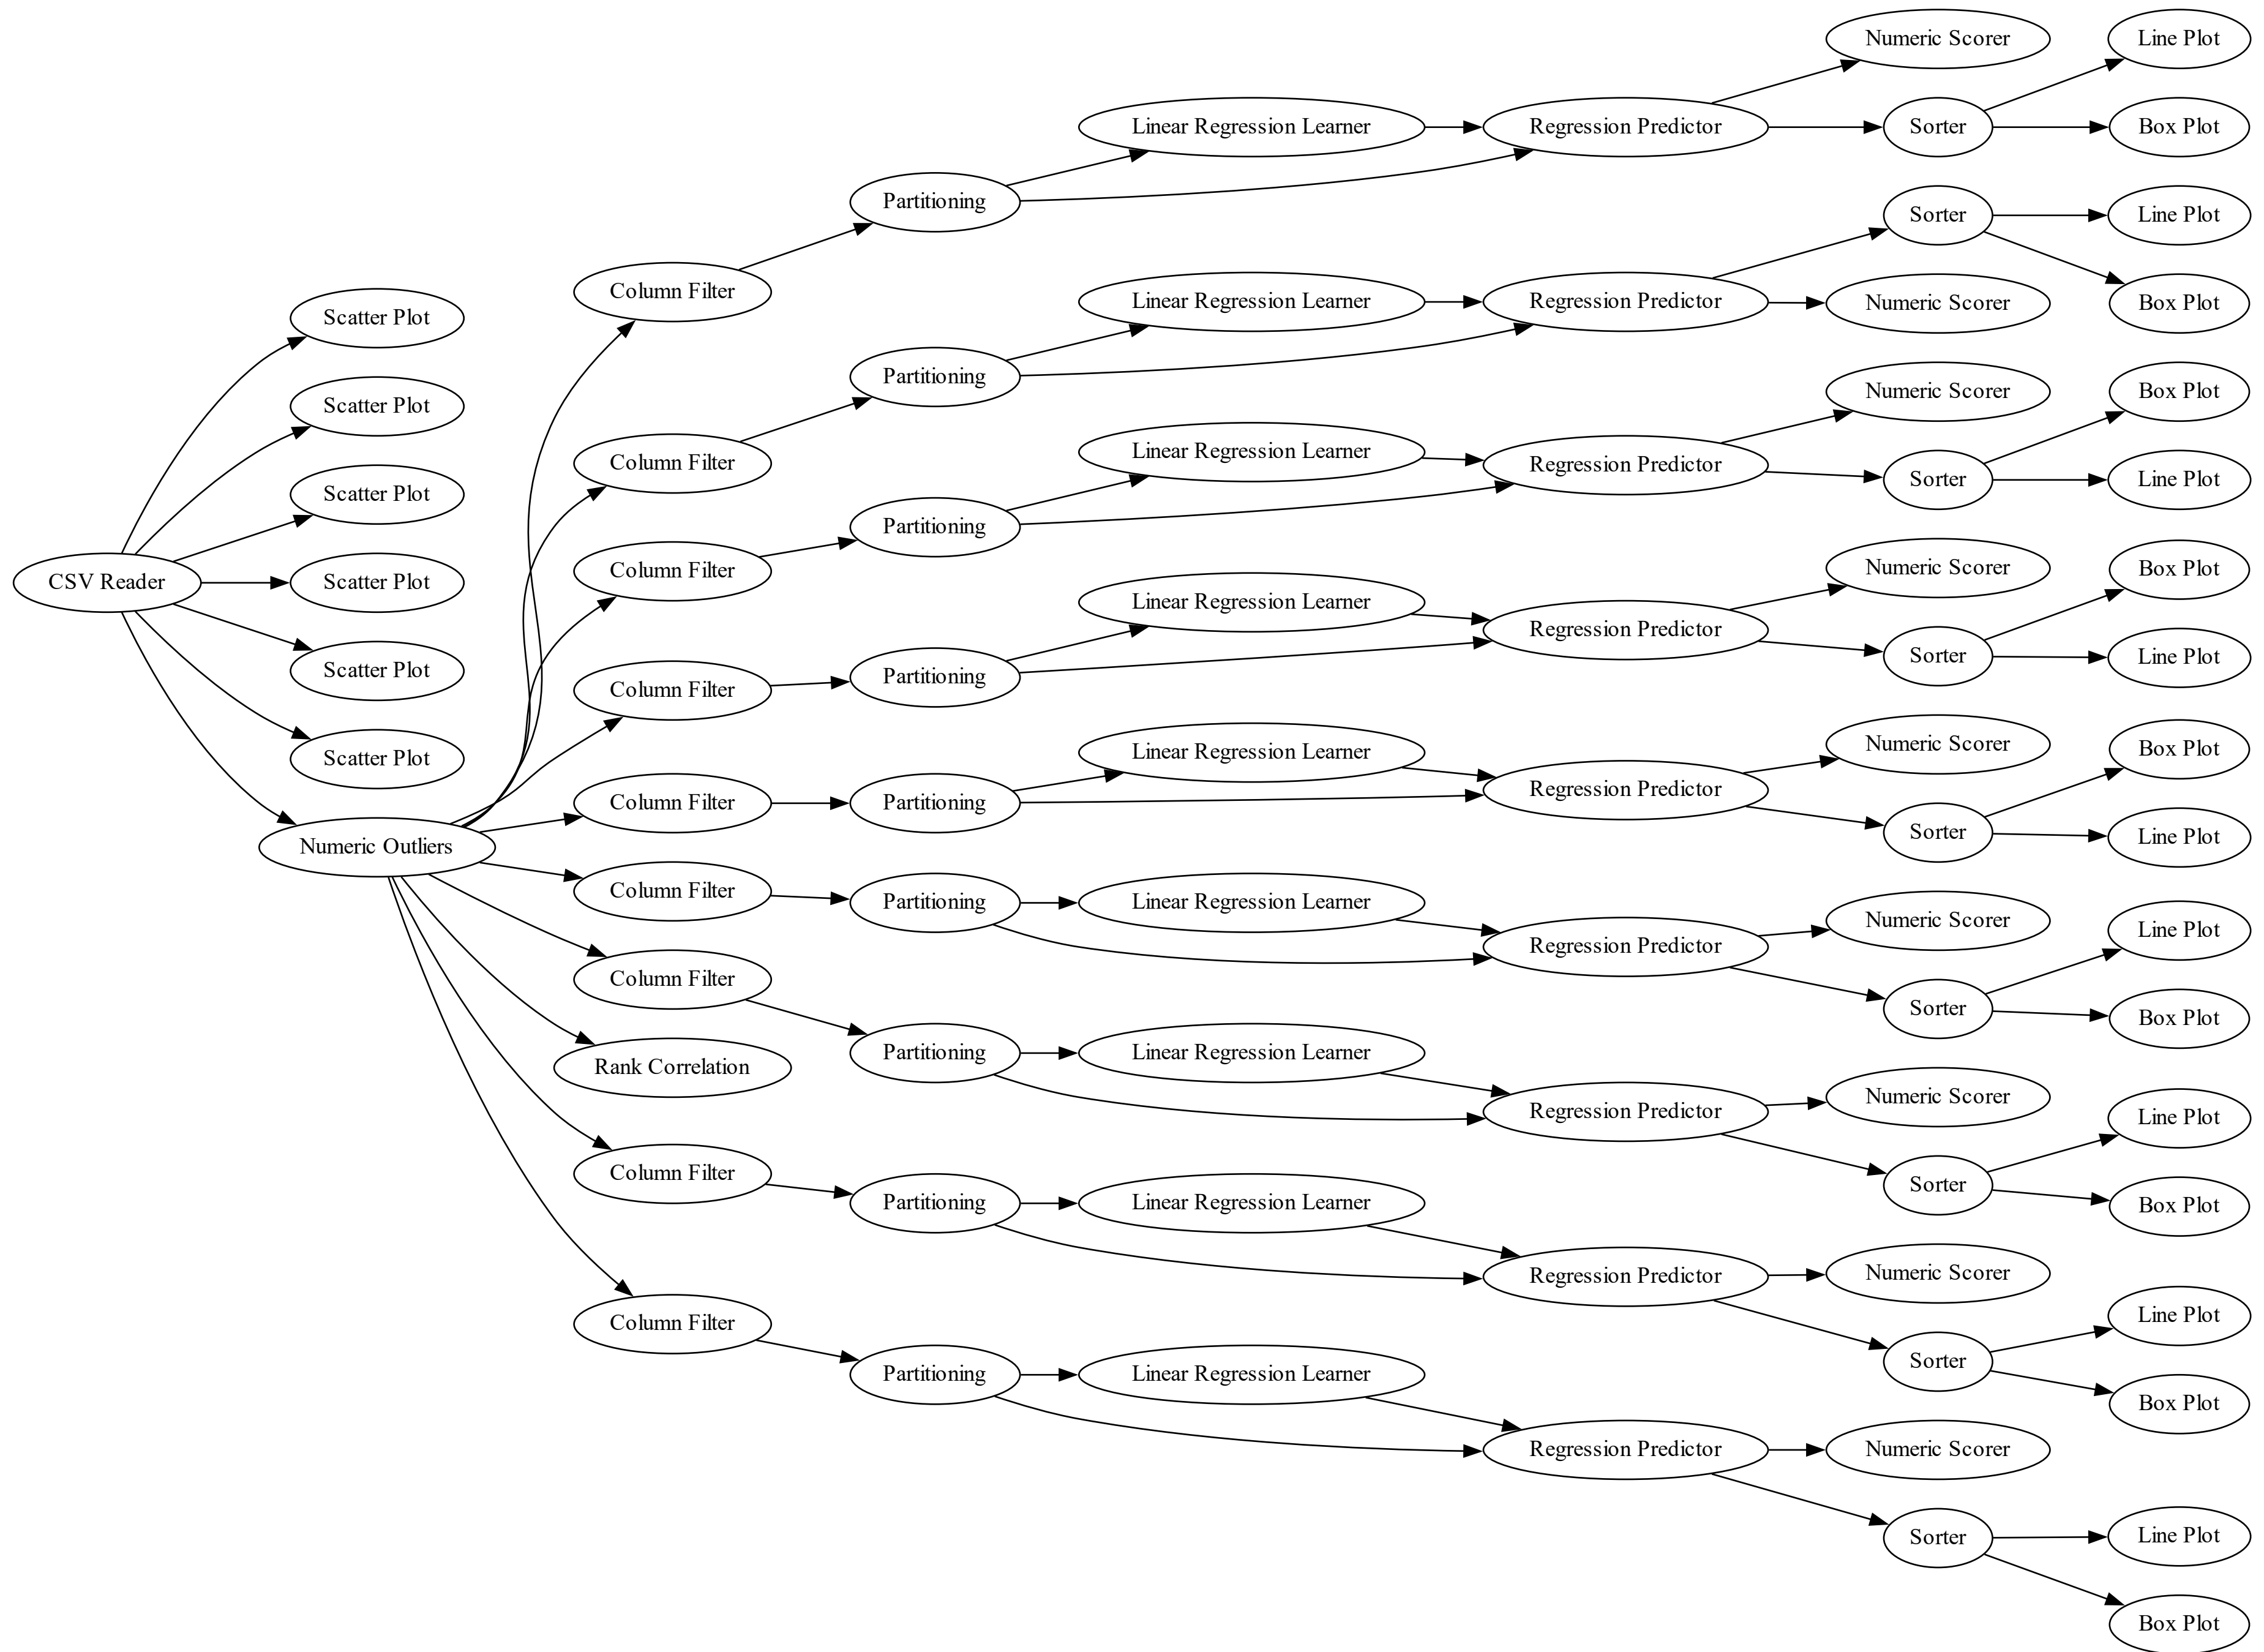 CSV Reader
Scatter Plot
Scatter Plot
Scatter Plot
Scatter Plot
Scatter Plot
Scatter Plot
Numeric Outliers
Column Filter
Column Filter
Column Filter
Column Filter
Column Filter
Column Filter
Column Filter
Rank Correlation
Column Filter
Column Filter
Partitioning
Partitioning
Partitioning
Partitioning
Partitioning
Partitioning
Partitioning
Partitioning
Partitioning
Linear Regression Learner
Linear Regression Learner
Linear Regression Learner
Linear Regression Learner
Linear Regression Learner
Linear Regression Learner
Linear Regression Learner
Linear Regression Learner
Linear Regression Learner
Regression Predictor
Regression Predictor
Regression Predictor
Regression Predictor
Regression Predictor
Regression Predictor
Regression Predictor
Regression Predictor
Regression Predictor
Numeric Scorer
Sorter
Sorter
Numeric Scorer
Numeric Scorer
Sorter
Numeric Scorer
Sorter
Numeric Scorer
Sorter
Numeric Scorer
Sorter
Numeric Scorer
Sorter
Numeric Scorer
Sorter
Numeric Scorer
Sorter
Line Plot
Box Plot
Line Plot
Box Plot
Box Plot
Line Plot
Box Plot
Line Plot
Box Plot
Line Plot
Line Plot
Box Plot
Line Plot
Box Plot
Line Plot
Box Plot
Line Plot
Box Plot